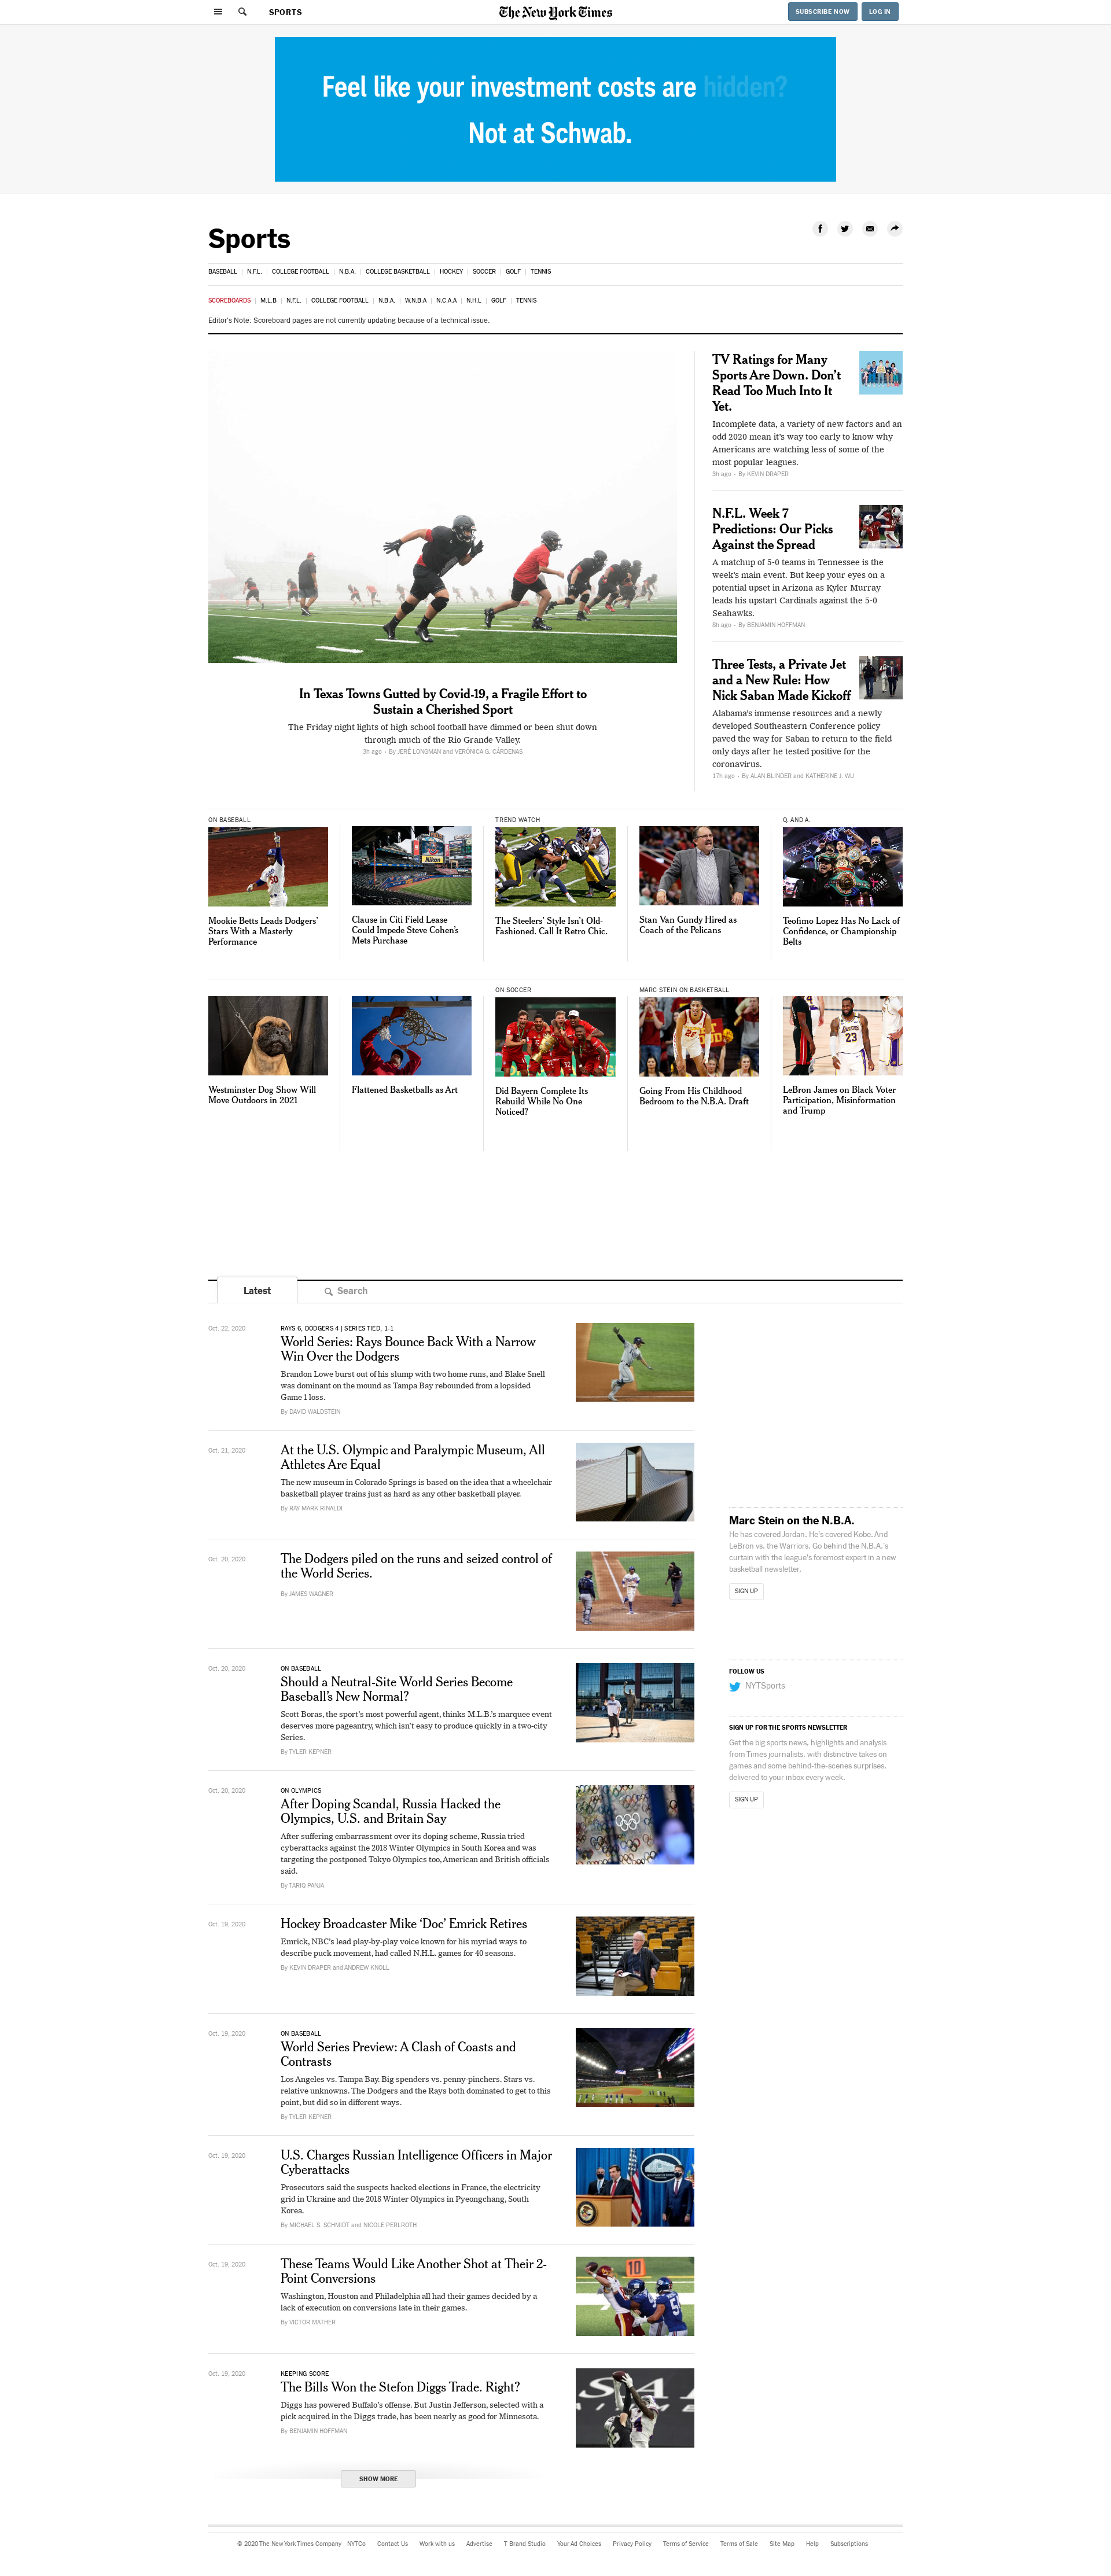 SPORTS
The New York Times
SUBSCRIBE NOW
LOG IN
Feel like your investment costs are hidden?
Not at Schwab.
Sports
BASEBALL | N.F.L. | COLLEGE FOOTBALL | N.B.A. | COLLEGE BASKETBALL | HOCKEY | SOCCER | GOLF | TENNIS
SCOREBOARDS | M.L.B | N.F.L. | COLLEGE FOOTBALL | N.B.A. | W.N.B.A | N.C.A.A | N.H.L | GOLF | TENNIS
Editor's Note: Scoreboard pages are not currently updating because of a technical issue.
In Texas Towns Gutted by Covid-19, a Fragile Effort to
Sustain a Cherished Sport
The Friday night lights of high school football have dimmed or been shut down
through much of the Rio Grande Valley.
3h ago • By JERÉ LONGMAN and VERÓNICA G. CÁRDENAS
TV Ratings for Many
Sports Are Down. Don't
Read Too Much Into It
Yet.
Incomplete data, a variety of new factors and an
odd 2020 mean it's way too early to know why
Americans are watching less of some of the
most popular leagues.
3h ago • By KEVIN DRAPER
N.F.L. Week 7
Predictions: Our Picks
Against the Spread
A matchup of 5-0 teams in Tennessee is the
week's main event. But keep your eyes on a
potential upset in Arizona as Kyler Murray
leads his upstart Cardinals against the 5-0
Seahawks.
8h ago • By BENJAMIN HOFFMAN
Three Tests, a Private Jet
and a New Rule: How
Nick Saban Made Kickoff
Alabama's immense resources and a newly
developed Southeastern Conference policy
paved the way for Saban to return to the field
only days after he tested positive for the
coronavirus.
17h ago • By ALAN BLINDER and KATHERINE J. WU
ON BASEBALL
Mookie Betts Leads Dodgers'
Stars With a Masterly
Performance
Clause in Citi Field Lease
Could Impede Steve Cohen's
Mets Purchase
TREND WATCH
The Steelers' Style Isn't Old-
Fashioned. Call It Retro Chic.
Stan Van Gundy Hired as
Coach of the Pelicans
Q. AND A.
Teofimo Lopez Has No Lack of
Confidence, or Championship
Belts
Westminster Dog Show Will
Move Outdoors in 2021
Flattened Basketballs as Art
ON SOCCER
Did Bayern Complete Its
Rebuild While No One
Noticed?
MARC STEIN ON BASKETBALL
Going From His Childhood
Bedroom to the N.B.A. Draft
LeBron James on Black Voter
Participation, Misinformation
and Trump
Latest
Search
Oct. 22, 2020
RAYS 6, DODGERS 4 | SERIES TIED, 1-1
World Series: Rays Bounce Back With a Narrow
Win Over the Dodgers
Brandon Lowe burst out of his slump with two home runs, and Blake Snell
was dominant on the mound as Tampa Bay rebounded from a lopsided
Game 1 loss.
By DAVID WALDSTEIN
Oct. 21, 2020
At the U.S. Olympic and Paralympic Museum, All
Athletes Are Equal
The new museum in Colorado Springs is based on the idea that a wheelchair
basketball player trains just as hard as any other basketball player.
By RAY MARK RINALDI
Oct. 20, 2020
The Dodgers piled on the runs and seized control of
the World Series.
By JAMES WAGNER
Oct. 20, 2020
ON BASEBALL
Should a Neutral-Site World Series Become
Baseball's New Normal?
Scott Boras, the sport's most powerful agent, thinks M.L.B.'s marquee event
deserves more pageantry, which isn't easy to produce quickly in a two-city
Series.
By TYLER KEPNER
Oct. 20, 2020
ON OLYMPICS
After Doping Scandal, Russia Hacked the
Olympics, U.S. and Britain Say
After suffering embarrassment over its doping scheme, Russia tried
cyberattacks against the 2018 Winter Olympics in South Korea and was
targeting the postponed Tokyo Olympics too, American and British officials
said.
By TARIQ PANJA
Oct. 19, 2020
Hockey Broadcaster Mike 'Doc' Emrick Retires
Emrick, NBC's lead play-by-play voice known for his myriad ways to
describe puck movement, had called N.H.L. games for 40 seasons.
By KEVIN DRAPER and ANDREW KNOLL
Oct. 19, 2020
ON BASEBALL
World Series Preview: A Clash of Coasts and
Contrasts
Los Angeles vs. Tampa Bay. Big spenders vs. penny-pinchers. Stars vs.
relative unknowns. The Dodgers and the Rays both dominated to get to this
point, but did so in different ways.
By TYLER KEPNER
Oct. 19, 2020
U.S. Charges Russian Intelligence Officers in Major
Cyberattacks
Prosecutors said the suspects hacked elections in France, the electricity
grid in Ukraine and the 2018 Winter Olympics in Pyeongchang, South
Korea.
By MICHAEL S. SCHMIDT and NICOLE PERLROTH
Oct. 19, 2020
These Teams Would Like Another Shot at Their 2-
Point Conversions
Washington, Houston and Philadelphia all had their games decided by a
lack of execution on conversions late in their games.
By VICTOR MATHER
Oct. 19, 2020
KEEPING SCORE
The Bills Won the Stefon Diggs Trade. Right?
Diggs has powered Buffalo's offense. But Justin Jefferson, selected with a
pick acquired in the Diggs trade, has been nearly as good for Minnesota.
By BENJAMIN HOFFMAN
SHOW MORE
Marc Stein on the N.B.A.
He has covered Jordan. He's covered Kobe. And
LeBron vs. the Warriors. Go behind the N.B.A.'s
curtain with the league's foremost expert in a new
basketball newsletter.
SIGN UP
FOLLOW US
NYTSports
SIGN UP FOR THE SPORTS NEWSLETTER
Get the big sports news, highlights and analysis
from Times journalists, with distinctive takes on
games and some behind-the-scenes surprises,
delivered to your inbox every week.
SIGN UP
© 2020 The New York Times Company NYTCo Contact Us Work with us Advertise T Brand Studio Your Ad Choices Privacy Policy Terms of Service Terms of Sale Site Map Help Subscriptions